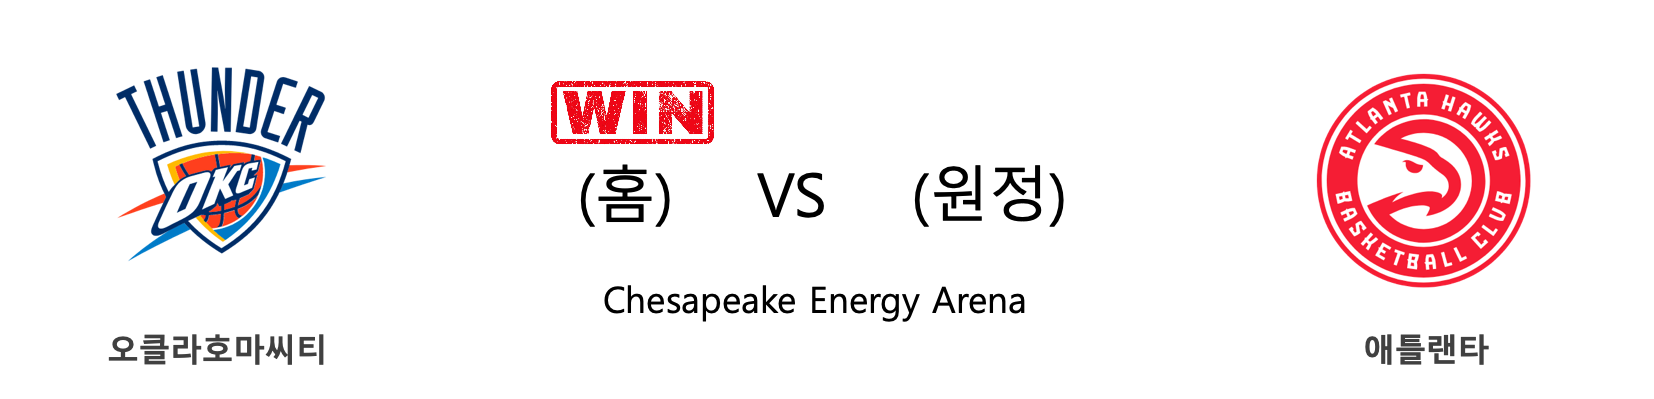 THUNDER
OKC
오클라호마씨티
WIN
(홈) VS (원정)
Chesapeake Energy Arena
ATLANTA HAWKS
BASKETBALL CLUB
애틀랜타